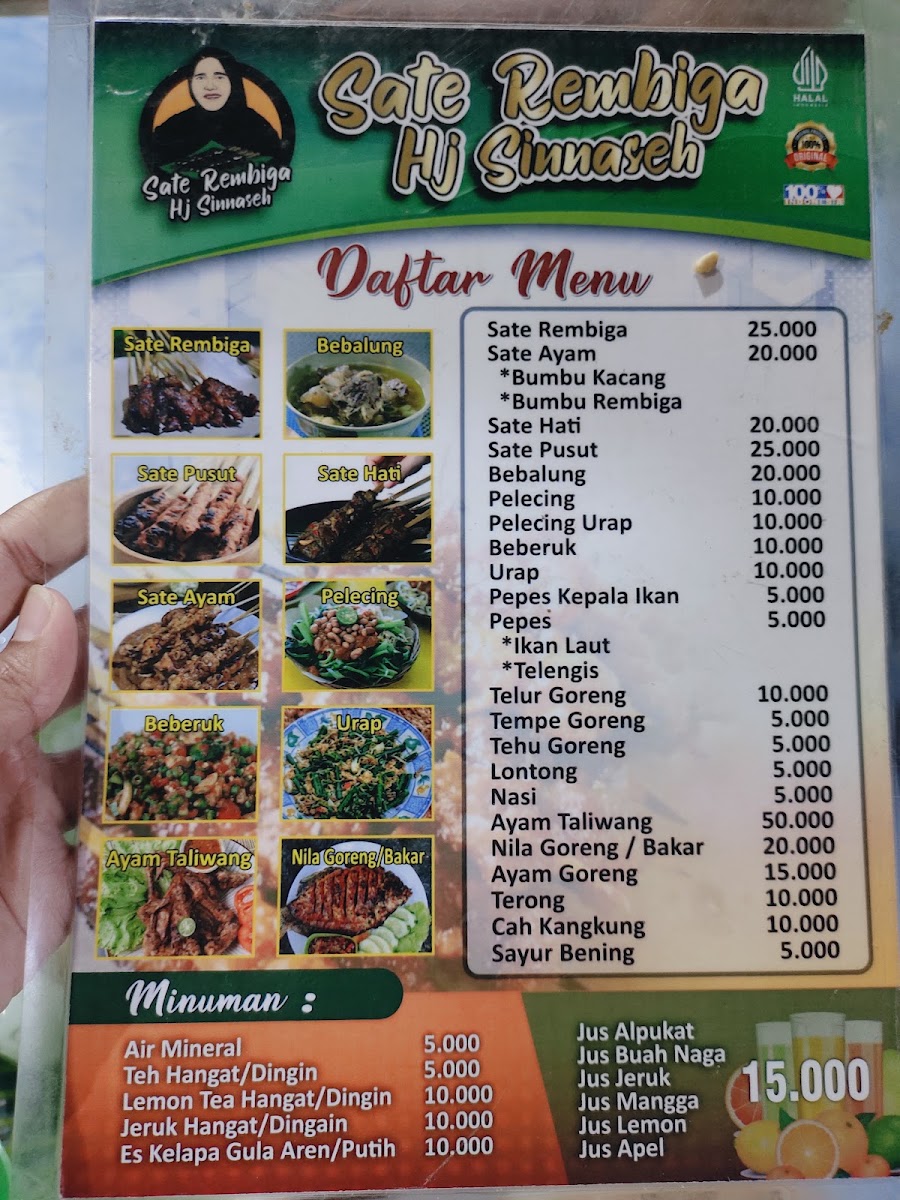 Sate Rembiga
Hj Sinnaseh
Sate Rembiga
Hj Sinnaseh
HALAL
INDONESIA
100%
ORIGINAL
100%
Daftar Menu
Sate Rembiga
Bebalung
Sate Pusut
Sate Hati
Sate Ayam
Pelecing
Beberuk
Urap
Ayam Taliwang
Nila Goreng/Bakar
Sate Rembiga 25.000
Sate Ayam 20.000
*Bumbu Kacang
*Bumbu Rembiga
Sate Hati 20.000
Sate Pusut 25.000
Bebalung 20.000
Pelecing 10.000
Pelecing Urap 10.000
Beberuk 10.000
Urap 10.000
Pepes Kepala Ikan 5.000
Pepes 5.000
*Ikan Laut
*Telengis
Telur Goreng 10.000
Tempe Goreng 5.000
Tehu Goreng 5.000
Lontong 5.000
Nasi 5.000
Ayam Taliwang 50.000
Nila Goreng / Bakar 20.000
Ayam Goreng 15.000
Terong 10.000
Cah Kangkung 10.000
Sayur Bening 5.000
Minuman :
Air Mineral 5.000
Teh Hangat/Dingin 5.000
Lemon Tea Hangat/Dingin 10.000
Jeruk Hangat/Dingain 10.000
Es Kelapa Gula Aren/Putih 10.000
Jus Alpukat
Jus Buah Naga
Jus Jeruk
Jus Mangga
Jus Lemon
Jus Apel
15.000